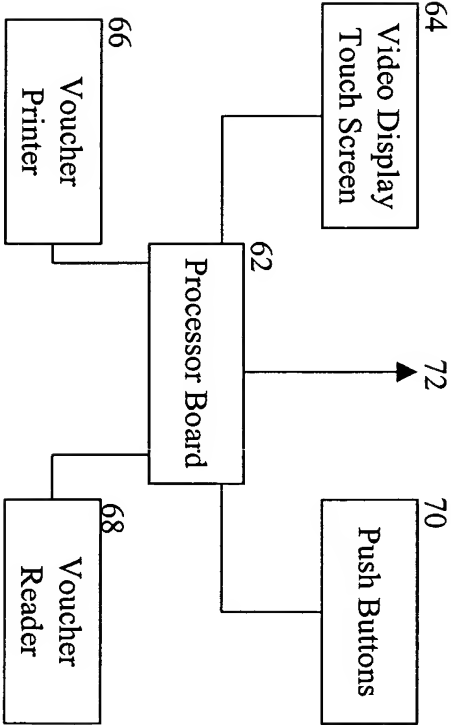 64
Video Display
Touch Screen
72
70
Push Buttons
62
Processor Board
66
Voucher
Printer
68
Voucher
Reader